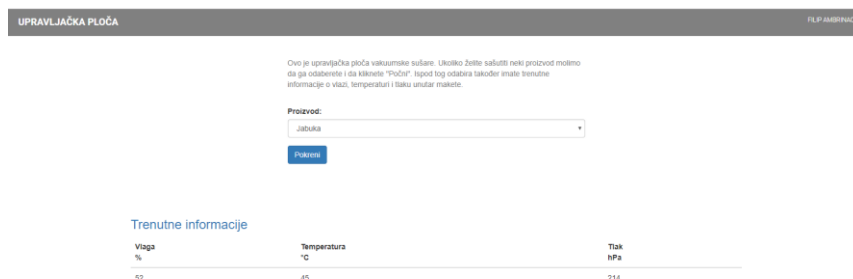 UPRAVLJAČKA PLOČA
FILIP AMBRINAC
Ovo je upravljačka ploča vakuumske sušare. Ukoliko želite sašutiti neki proizvod molimo
da ga odaberete i da kliknete "Počni". Ispod tog odabira također imate trenutne
informacije o vlazi, temperaturi i tlaku unutar makete.
Proizvod:
Jabuka
Pokreni
Trenutne informacije
Vlaga Temperatura Tlak
% °C hPa
52 45 214